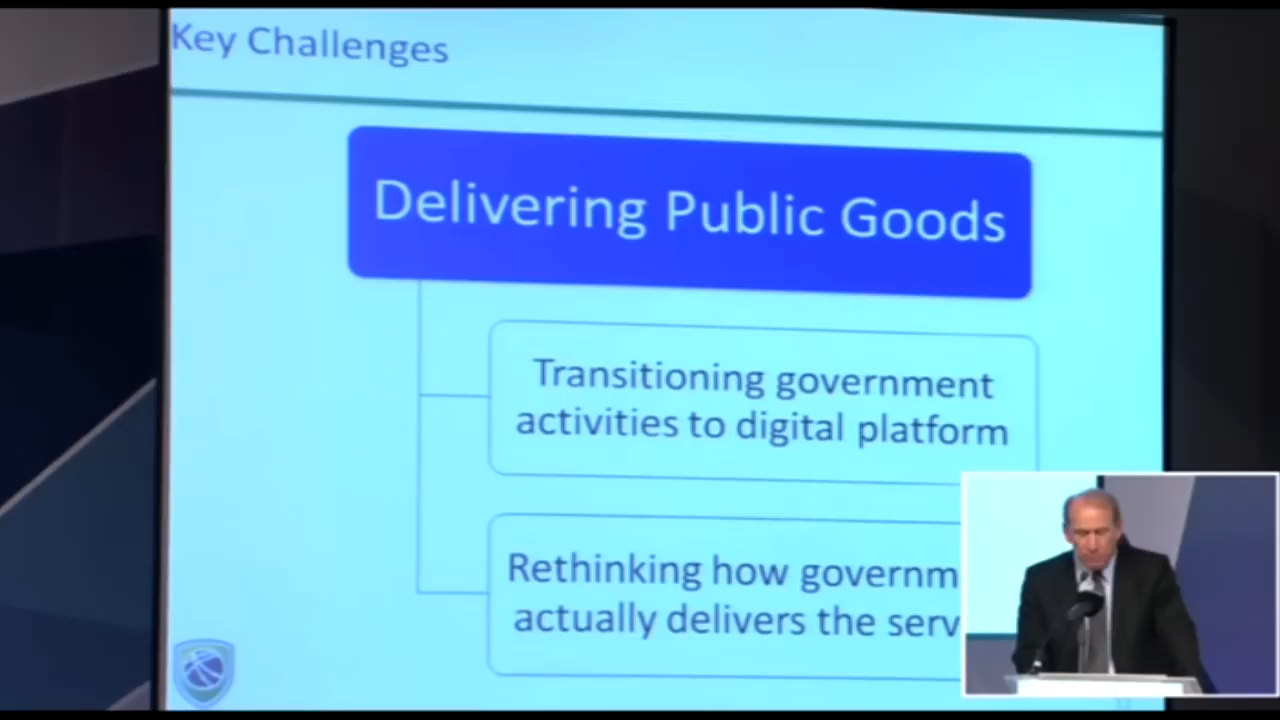 Key Challenges
Delivering Public Goods
Transitioning government
activities to digital platform
Rethinking how governm
actually delivers the serv